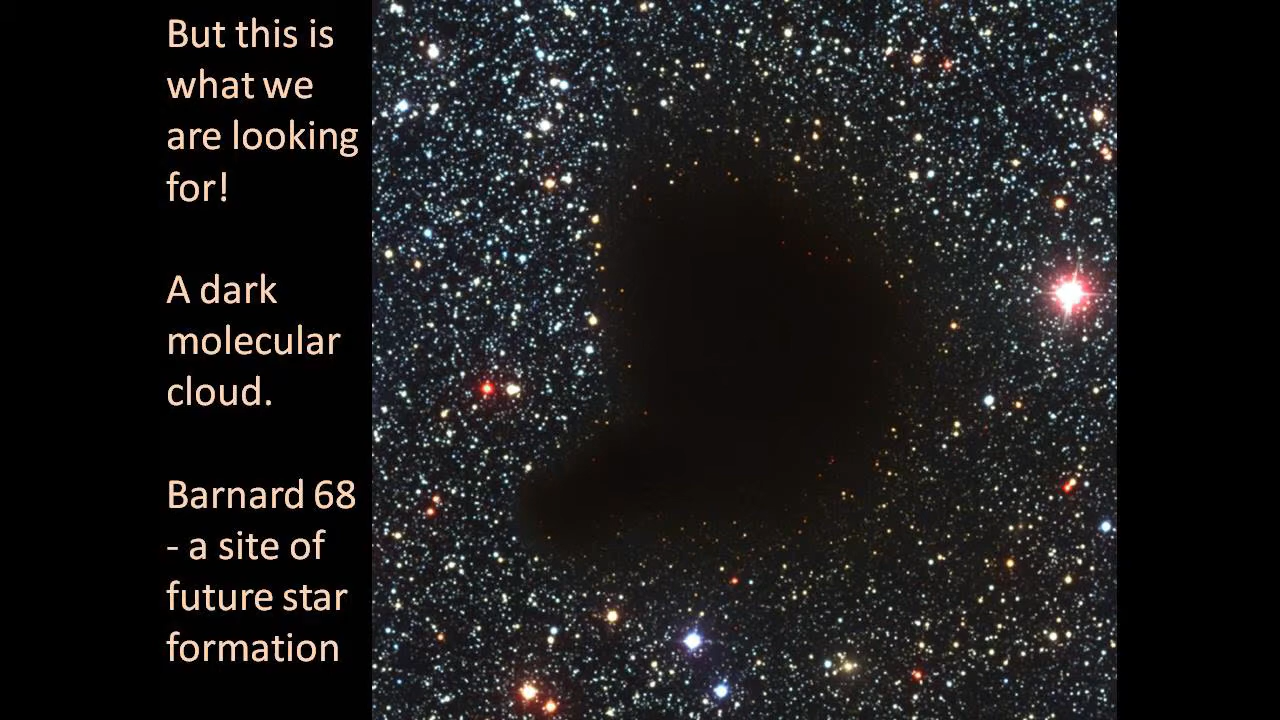 But this is
what we
are looking
for!
A dark
molecular
cloud.
Barnard 68
- a site of
future star
formation